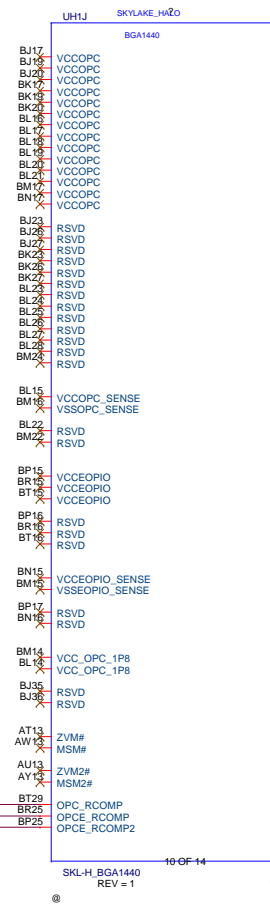 UH1J SKYLAKE_HALO ?
BGA1440
BJ17 VCCOPC
BJ19 VCCOPC
BJ20 VCCOPC
BK17 VCCOPC
BK19 VCCOPC
BK20 VCCOPC
BL16 VCCOPC
BL17 VCCOPC
BL18 VCCOPC
BL19 VCCOPC
BL20 VCCOPC
BL21 VCCOPC
BM17 VCCOPC
BN17 VCCOPC
BJ23 RSVD
BJ26 RSVD
BJ27 RSVD
BK23 RSVD
BK26 RSVD
BK27 RSVD
BL23 RSVD
BL24 RSVD
BL25 RSVD
BL26 RSVD
BL27 RSVD
BL28 RSVD
BM24 RSVD
BL15 VCCOPC_SENSE
BM16 VSSOPC_SENSE
BL22 RSVD
BM22 RSVD
BP15 VCCEOPIO
BR15 VCCEOPIO
BT15 VCCEOPIO
BP16 RSVD
BR16 RSVD
BT16 RSVD
BN15 VCCEOPIO_SENSE
BM15 VSSEOPIO_SENSE
BP17 RSVD
BN16 RSVD
BM14 VCC_OPC_1P8
BL14 VCC_OPC_1P8
BJ35 RSVD
BJ36 RSVD
AT13 ZVM#
AW13 MSM#
AU13 ZVM2#
AY13 MSM2#
BT29 OPC_RCOMP
BR25 OPCE_RCOMP
BP25 OPCE_RCOMP2
10 OF 14
SKL-H_BGA1440
REV = 1
@